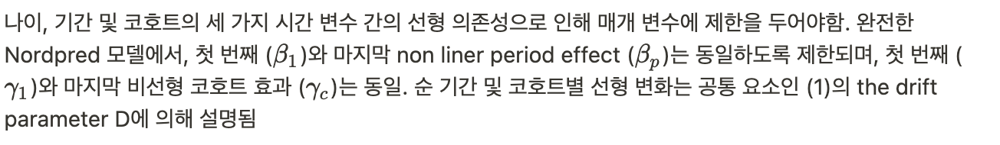 나이, 기간 및 코호트의 세 가지 시간 변수 간의 선형 의존성으로 인해 매개 변수에 제한을 두어야함. 완전한
Nordpred 모델에서, 첫 번째 (β₁)와 마지막 non liner period effect (βₚ)는 동일하도록 제한되며, 첫 번째 (
γ₁)와 마지막 비선형 코호트 효과 (γ_c)는 동일. 순 기간 및 코호트별 선형 변화는 공통 요소인 (1)의 the drift
parameter D에 의해 설명됨